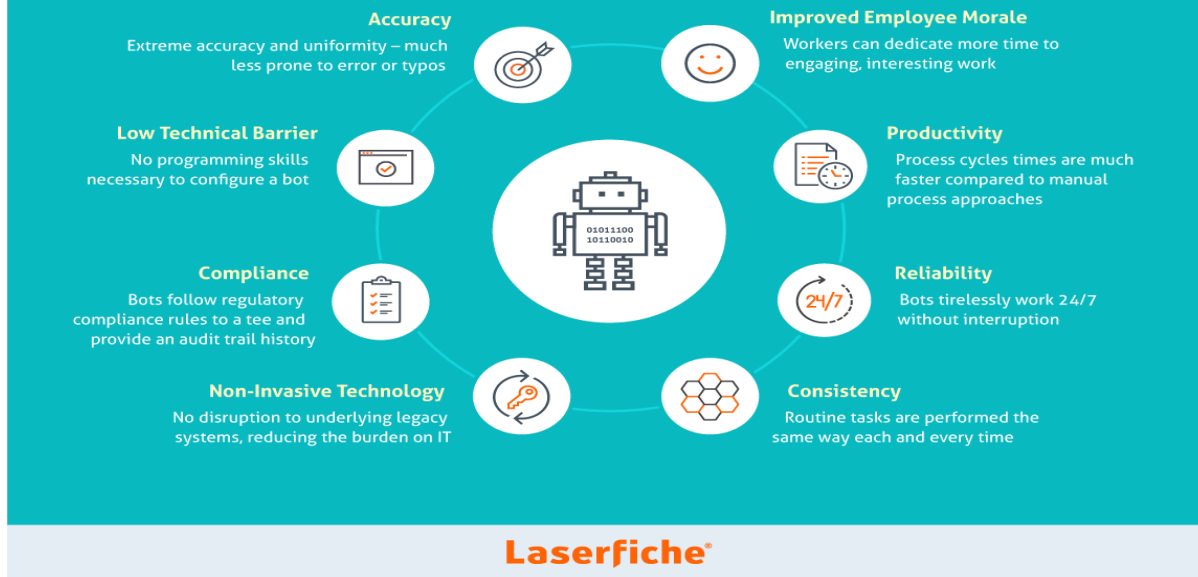 Accuracy
Extreme accuracy and uniformity – much
less prone to error or typos
Improved Employee Morale
Workers can dedicate more time to
engaging, interesting work
Low Technical Barrier
No programming skills
necessary to configure a bot
Productivity
Process cycles times are much
faster compared to manual
process approaches
01011100
10110010
Compliance
Bots follow regulatory
compliance rules to a tee and
provide an audit trail history
24/7
Reliability
Bots tirelessly work 24/7
without interruption
Non-Invasive Technology
No disruption to underlying legacy
systems, reducing the burden on IT
Consistency
Routine tasks are performed the
same way each and every time
Laserfiche®